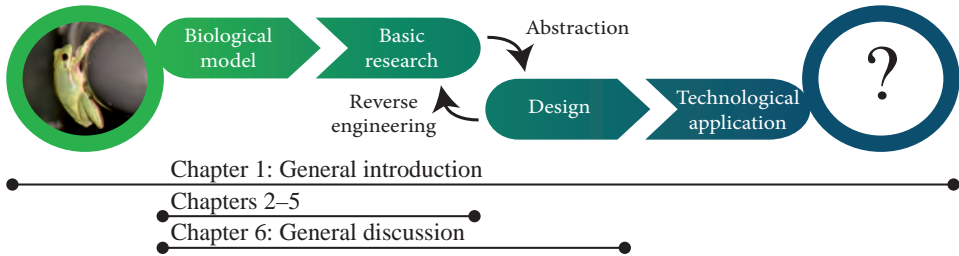 Biological
model
Basic
research
Abstraction
Reverse
engineering
Design
Technological
application
?
Chapter 1: General introduction
Chapters 2–5
Chapter 6: General discussion